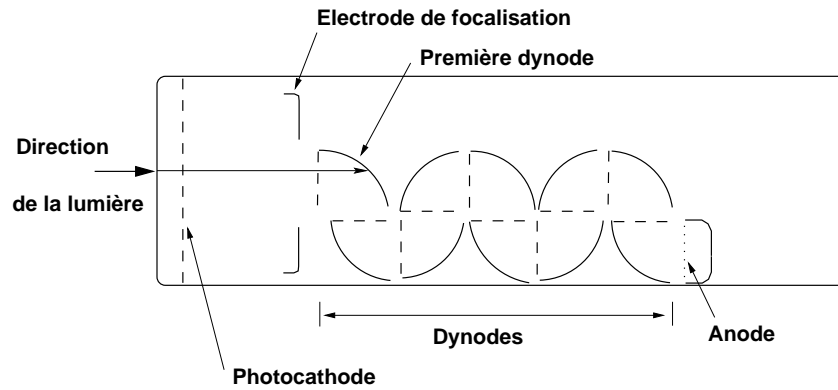 Electrode de focalisation
Première dynode
Direction
de la lumière
Dynodes
Anode
Photocathode